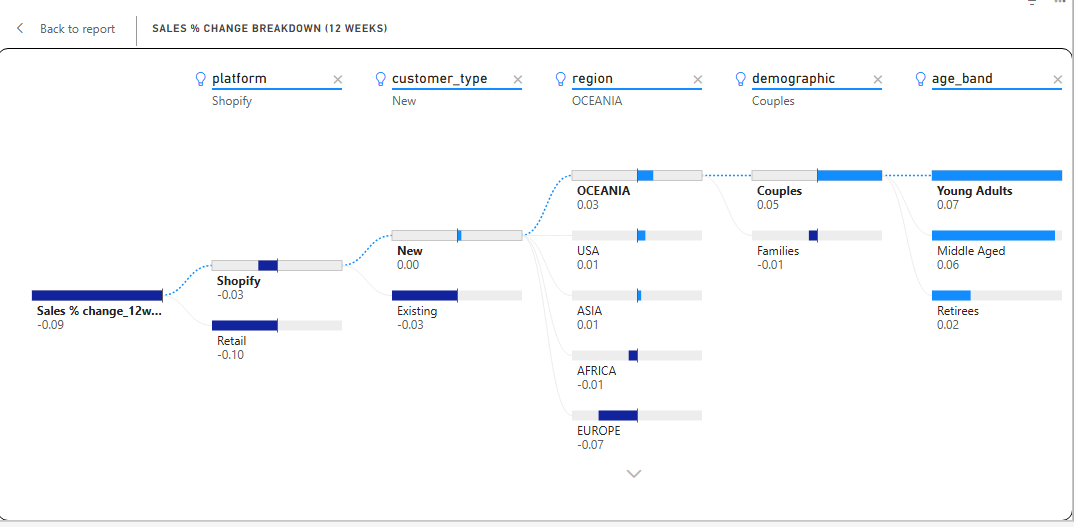 Back to report
SALES % CHANGE BREAKDOWN (12 WEEKS)
platform
Shopify
customer_type
New
region
OCEANIA
demographic
Couples
age_band
Sales % change_12w...
-0.09
Shopify
-0.03
Retail
-0.10
New
0.00
Existing
-0.03
OCEANIA
0.03
USA
0.01
ASIA
0.01
AFRICA
-0.01
EUROPE
-0.07
Couples
0.05
Families
-0.01
Young Adults
0.07
Middle Aged
0.06
Retirees
0.02